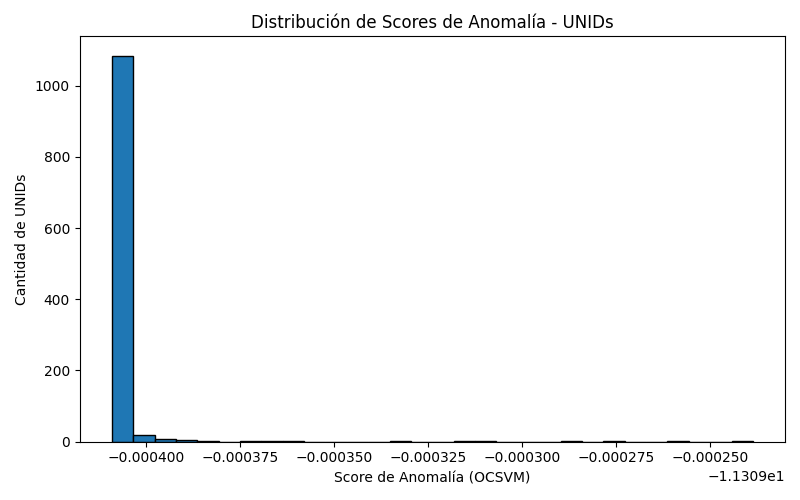 Distribución de Scores de Anomalía - UNIDs
Cantidad de UNIDs
1000
800
600
400
200
0
−0.000400 −0.000375 −0.000350 −0.000325 −0.000300 −0.000275 −0.000250
−1.1309e1
Score de Anomalía (OCSVM)